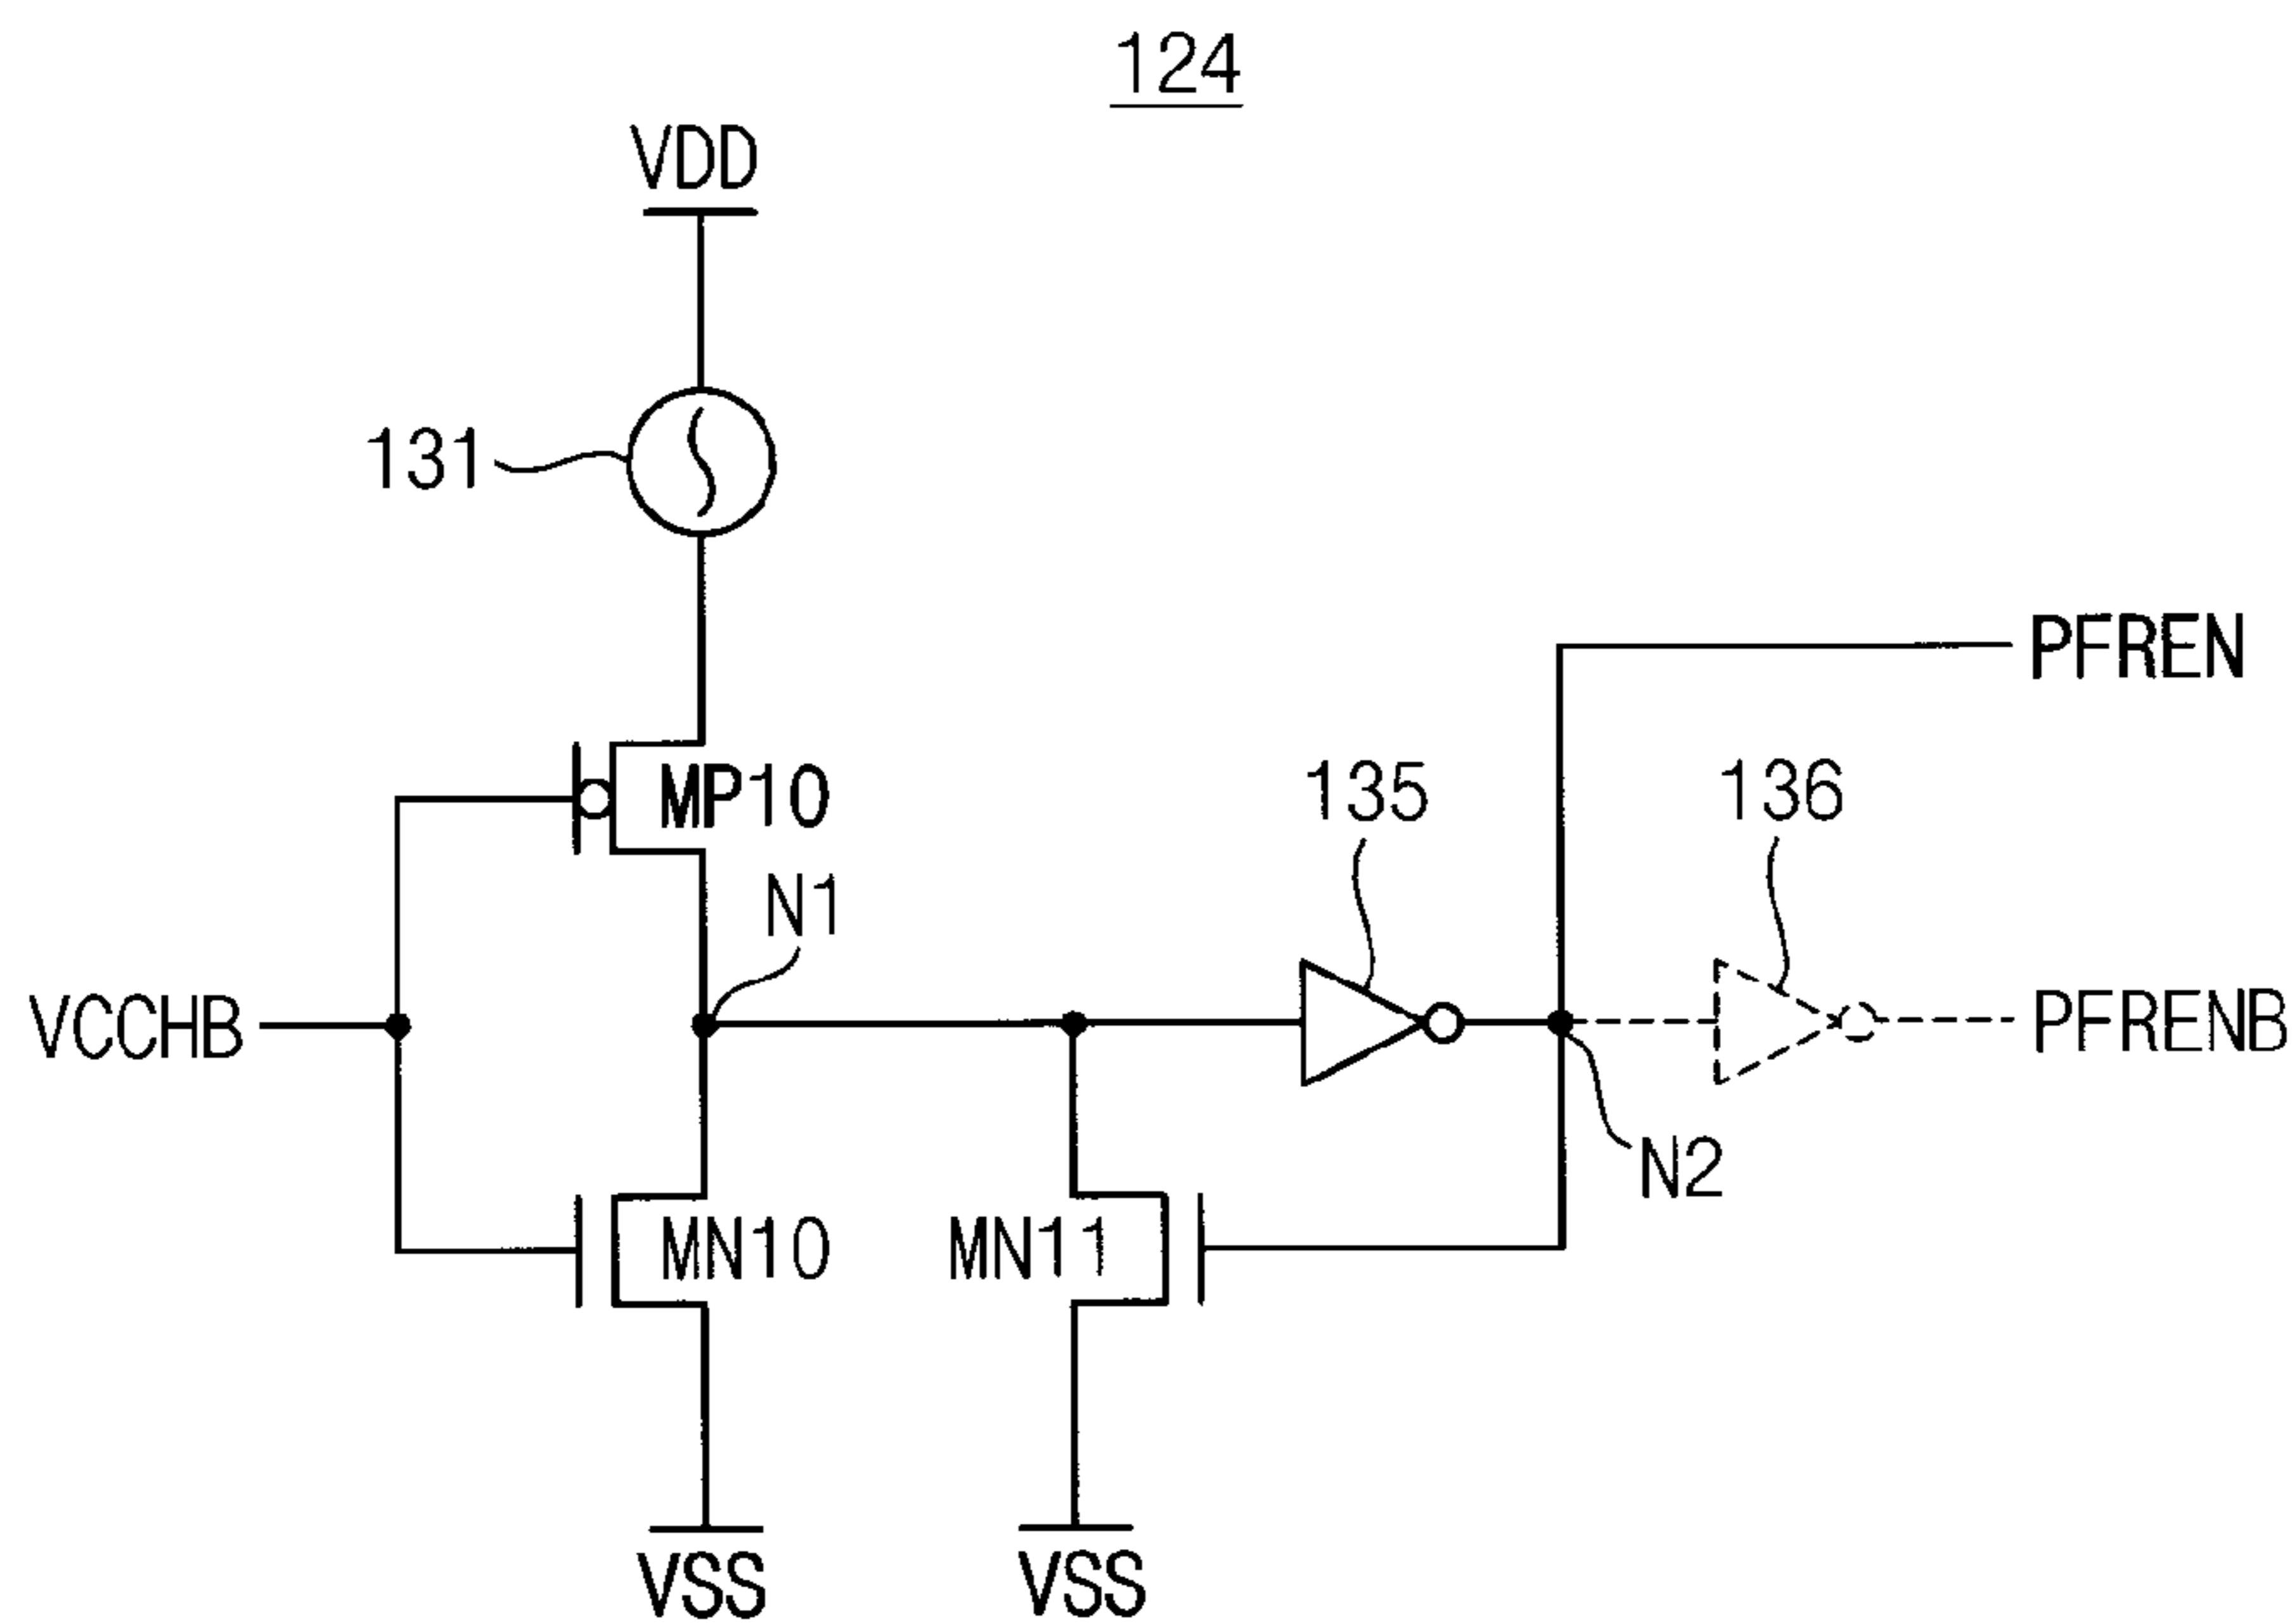 124
VDD
131
PFREN
MP10
135
136
N1
VCCHB
PFRENB
N2
MN10
MN11
VSS
VSS